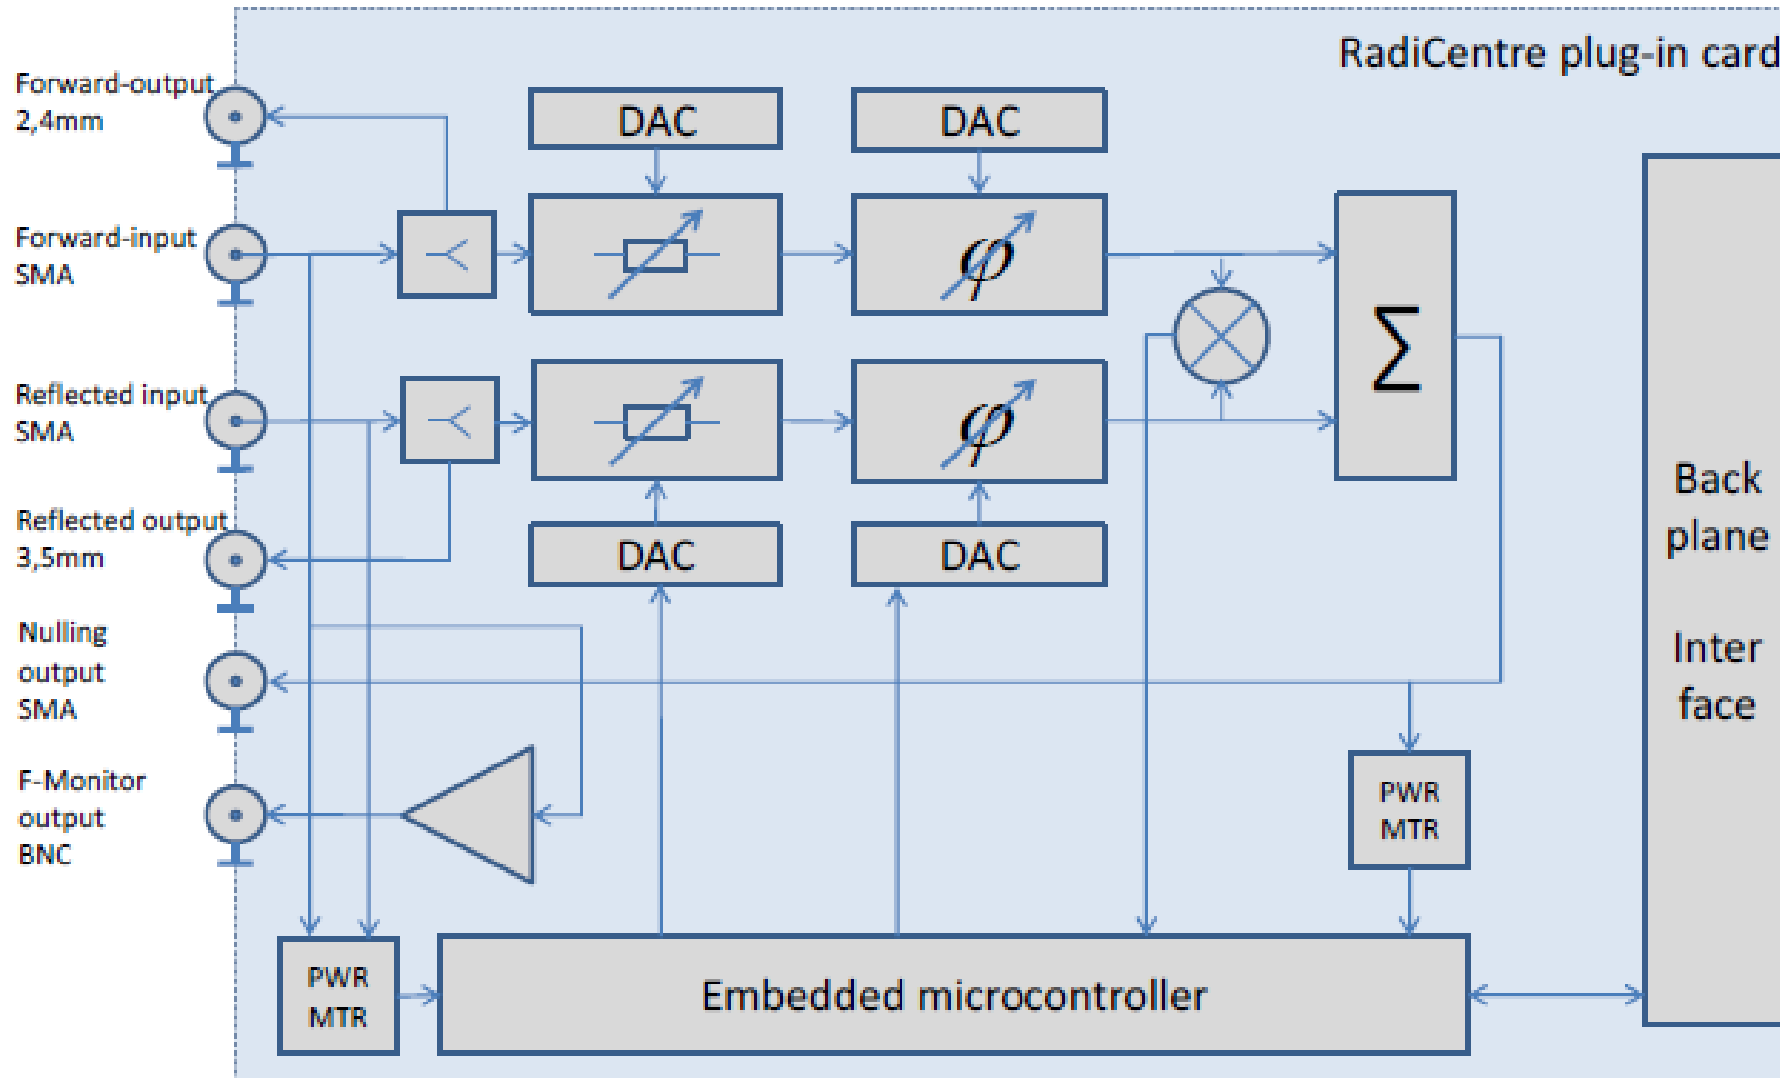 RadiCentre plug-in card
Forward-output
2,4mm
DAC
DAC
Forward-input
SMA
φ
∑
Reflected input
SMA
φ
Reflected output
3,5mm
DAC
DAC
Nulling
output
SMA
F-Monitor
output
BNC
PWR
MTR
PWR
MTR
Embedded microcontroller
Back
plane
Inter
face